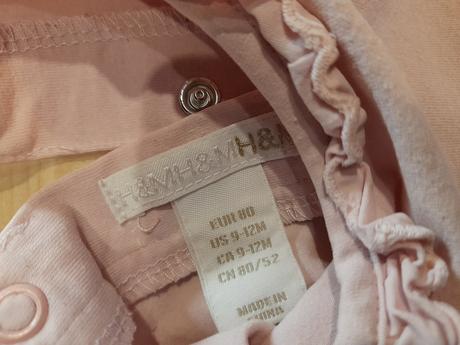 H&MH&MH&M
EUR 80
US 9-12M
CA 9-12M
CN 80/52
MADE IN
CHINA